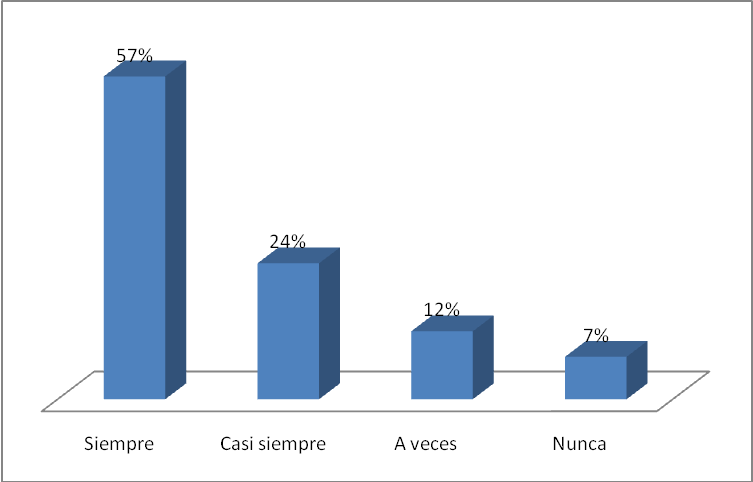 57%
24%
12%
7%
Siempre
Casi siempre
A veces
Nunca